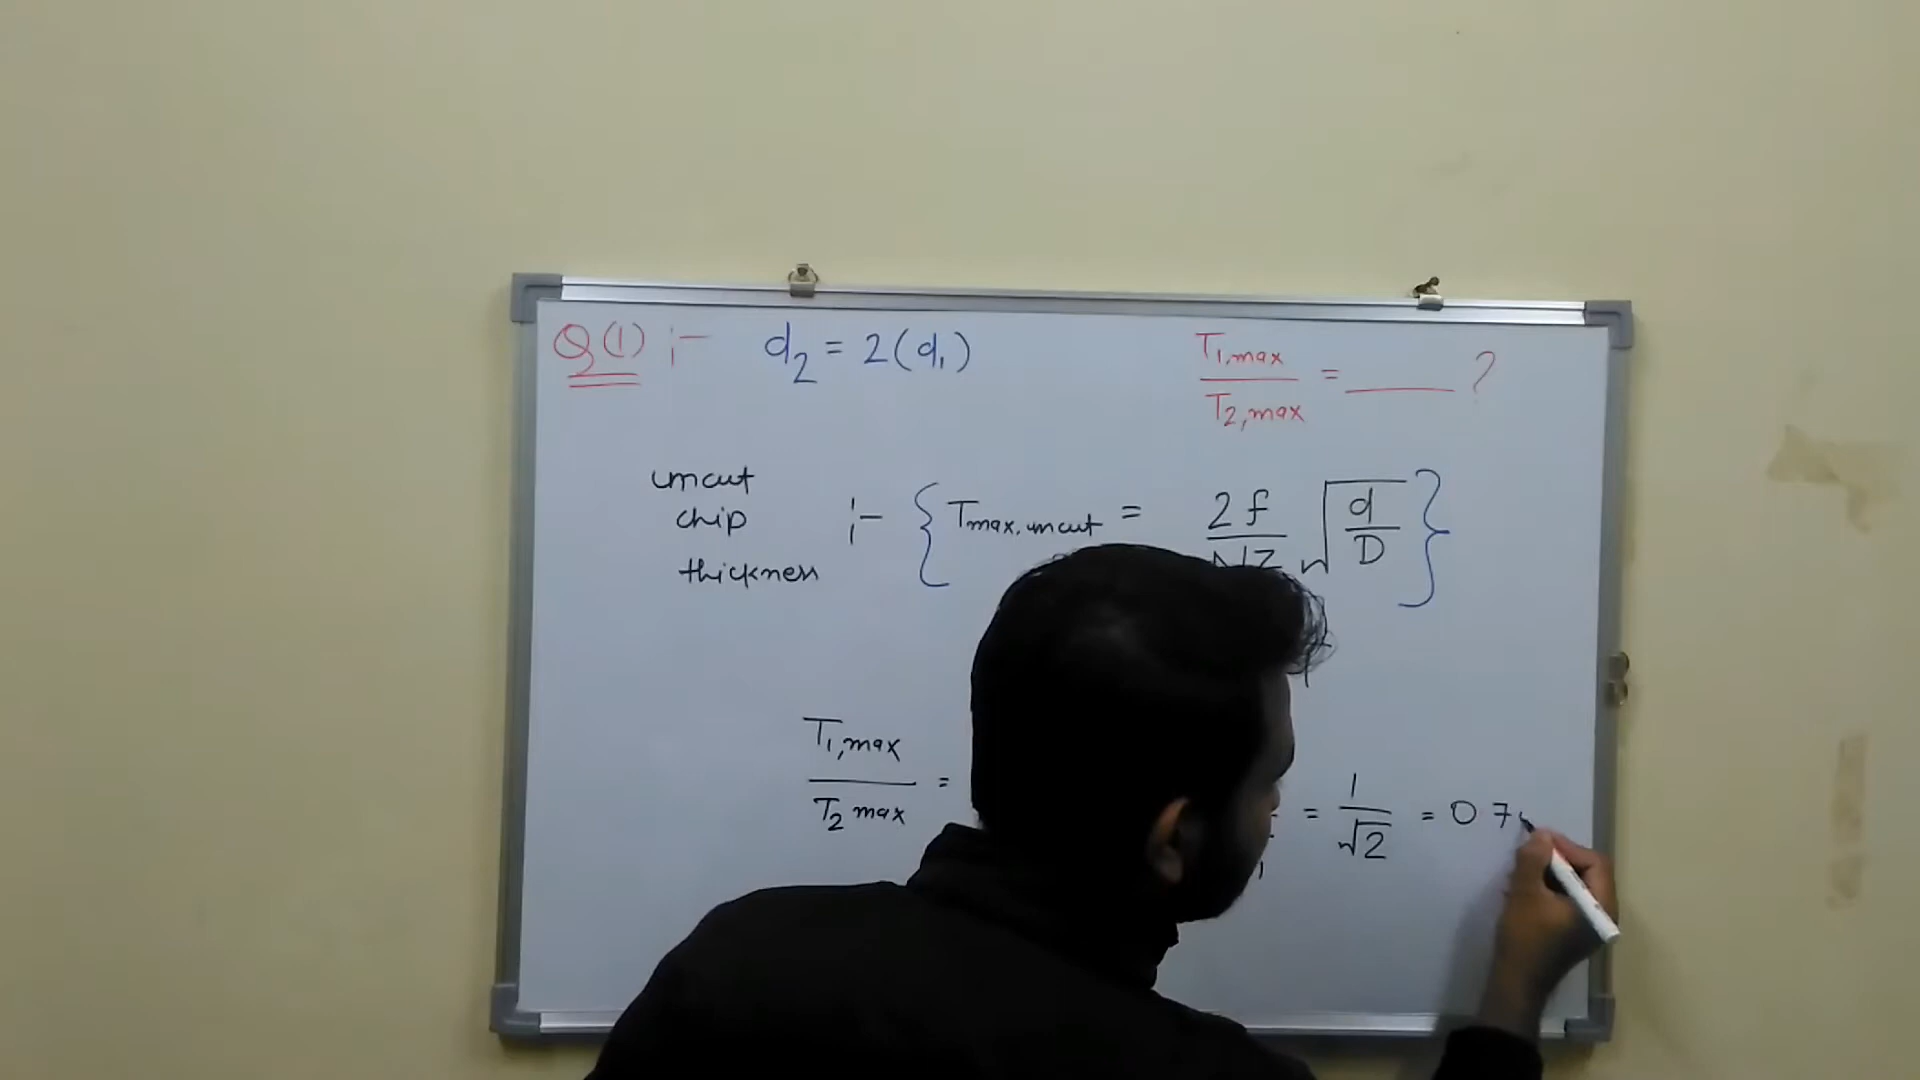 Q(1) :- d2 = 2(d1)
T1,max / T2,max = ____ ?
uncut
chip
thickness
:- { Tmax,uncut = 2f / NZ √(d/D) }
T1,max / T2 max =
= 1/√2 = 0 7